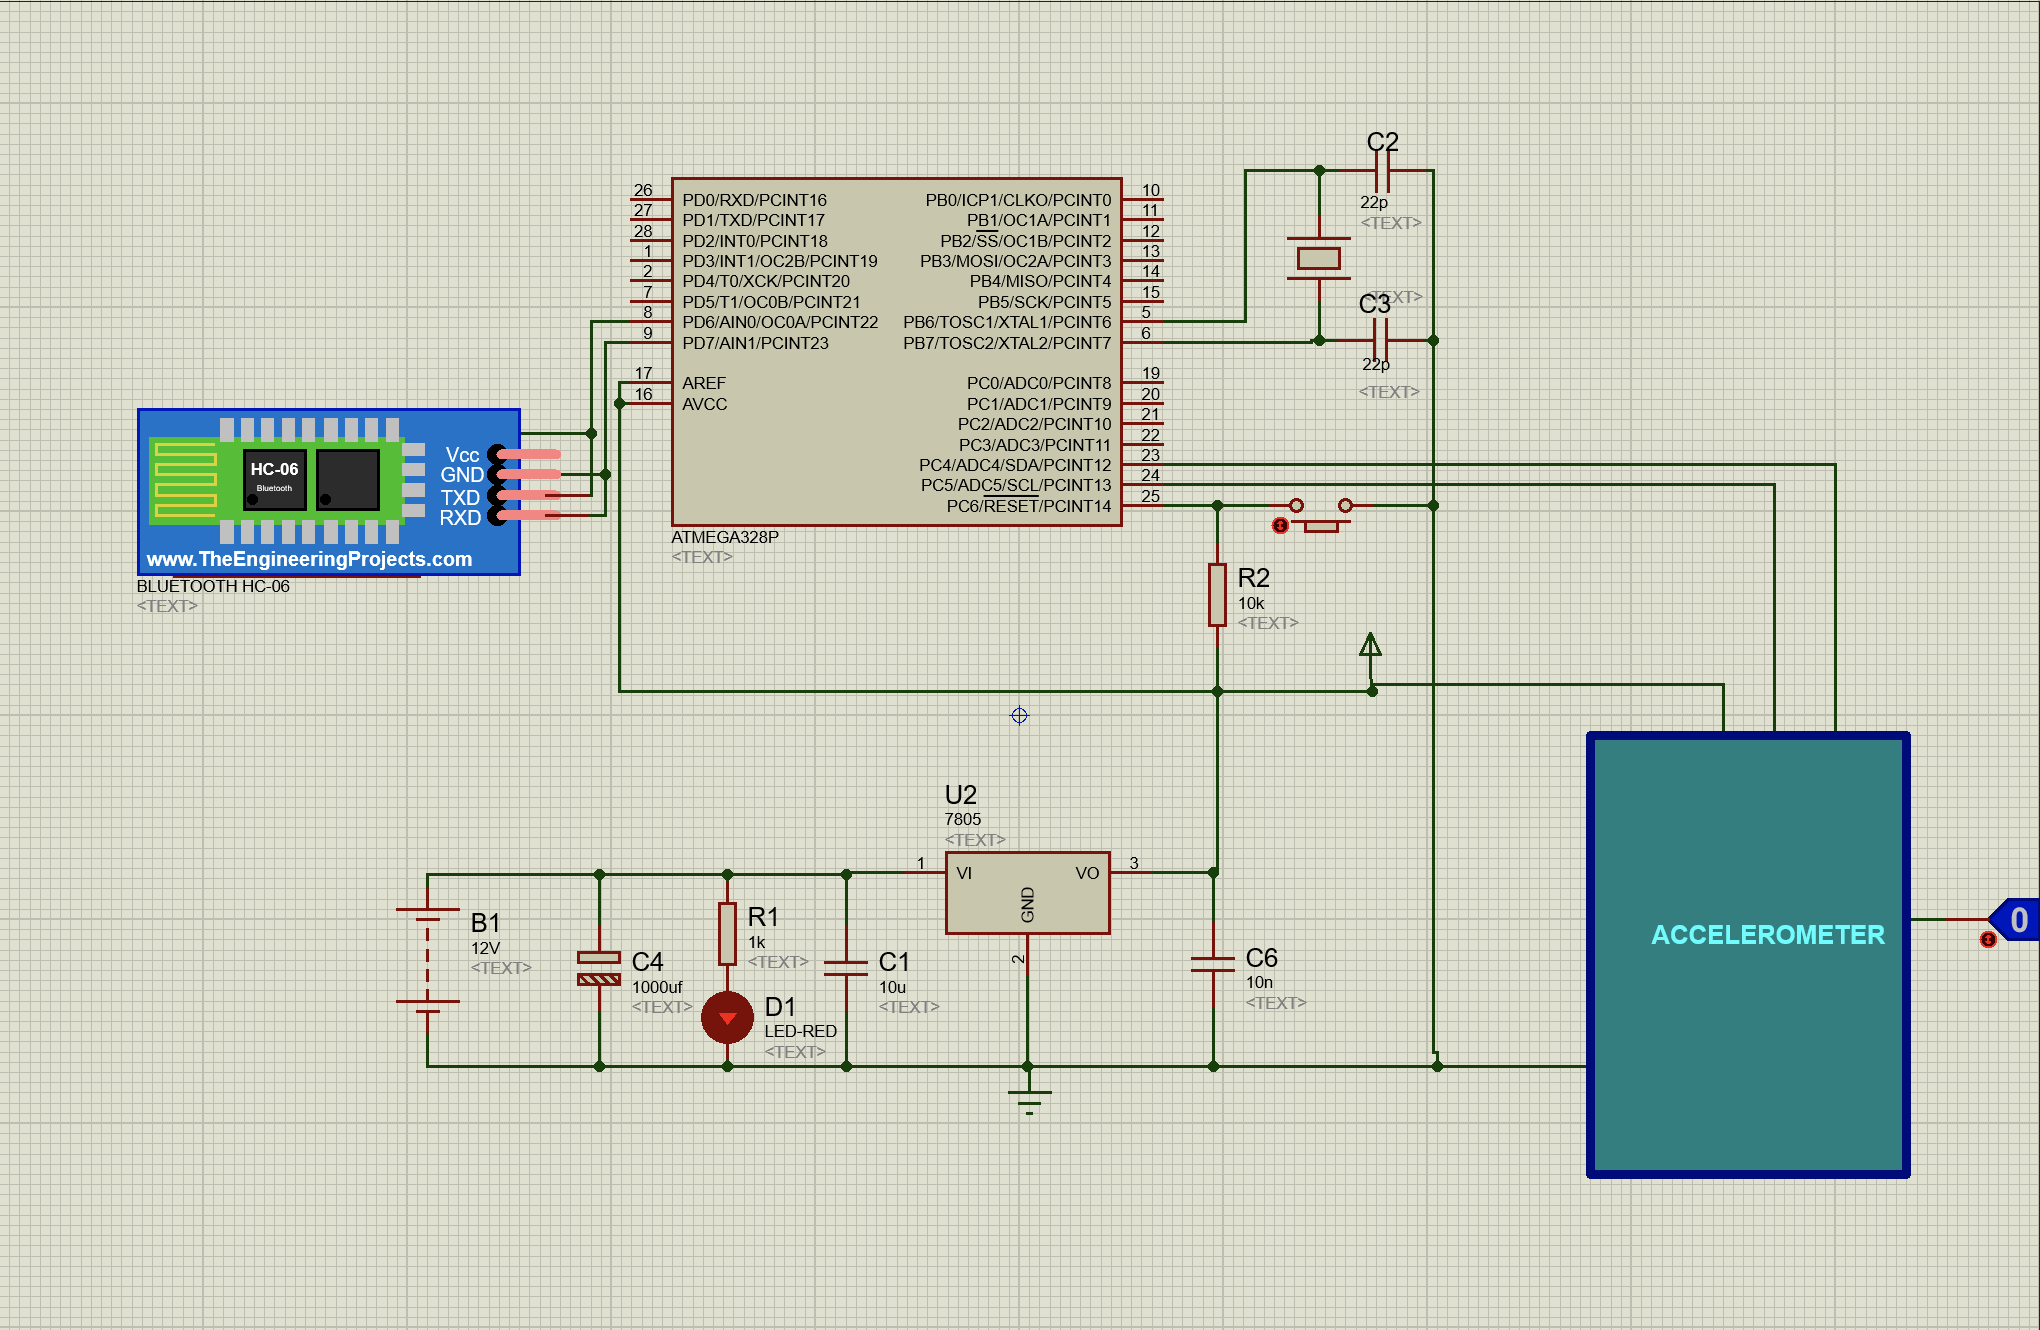 C2
22p
<TEXT>
<TEXT>
C3
22p
<TEXT>
26
27
28
1
2
7
8
9
17
16
PD0/RXD/PCINT16
PD1/TXD/PCINT17
PD2/INT0/PCINT18
PD3/INT1/OC2B/PCINT19
PD4/T0/XCK/PCINT20
PD5/T1/OC0B/PCINT21
PD6/AIN0/OC0A/PCINT22
PD7/AIN1/PCINT23
AREF
AVCC
PB0/ICP1/CLKO/PCINT0
PB1/OC1A/PCINT1
PB2/SS/OC1B/PCINT2
PB3/MOSI/OC2A/PCINT3
PB4/MISO/PCINT4
PB5/SCK/PCINT5
PB6/TOSC1/XTAL1/PCINT6
PB7/TOSC2/XTAL2/PCINT7
PC0/ADC0/PCINT8
PC1/ADC1/PCINT9
PC2/ADC2/PCINT10
PC3/ADC3/PCINT11
PC4/ADC4/SDA/PCINT12
PC5/ADC5/SCL/PCINT13
PC6/RESET/PCINT14
10
11
12
13
14
15
5
6
19
20
21
22
23
24
25
ATMEGA328P
<TEXT>
HC-06
Bluetooth
Vcc
GND
TXD
RXD
www.TheEngineeringProjects.com
BLUETOOTH HC-06
<TEXT>
R2
10k
<TEXT>
U2
7805
<TEXT>
1
VI
VO
3
GND
2
B1
12V
<TEXT>
C4
1000uf
<TEXT>
R1
1k
<TEXT>
D1
LED-RED
<TEXT>
C1
10u
<TEXT>
C6
10n
<TEXT>
ACCELEROMETER
0